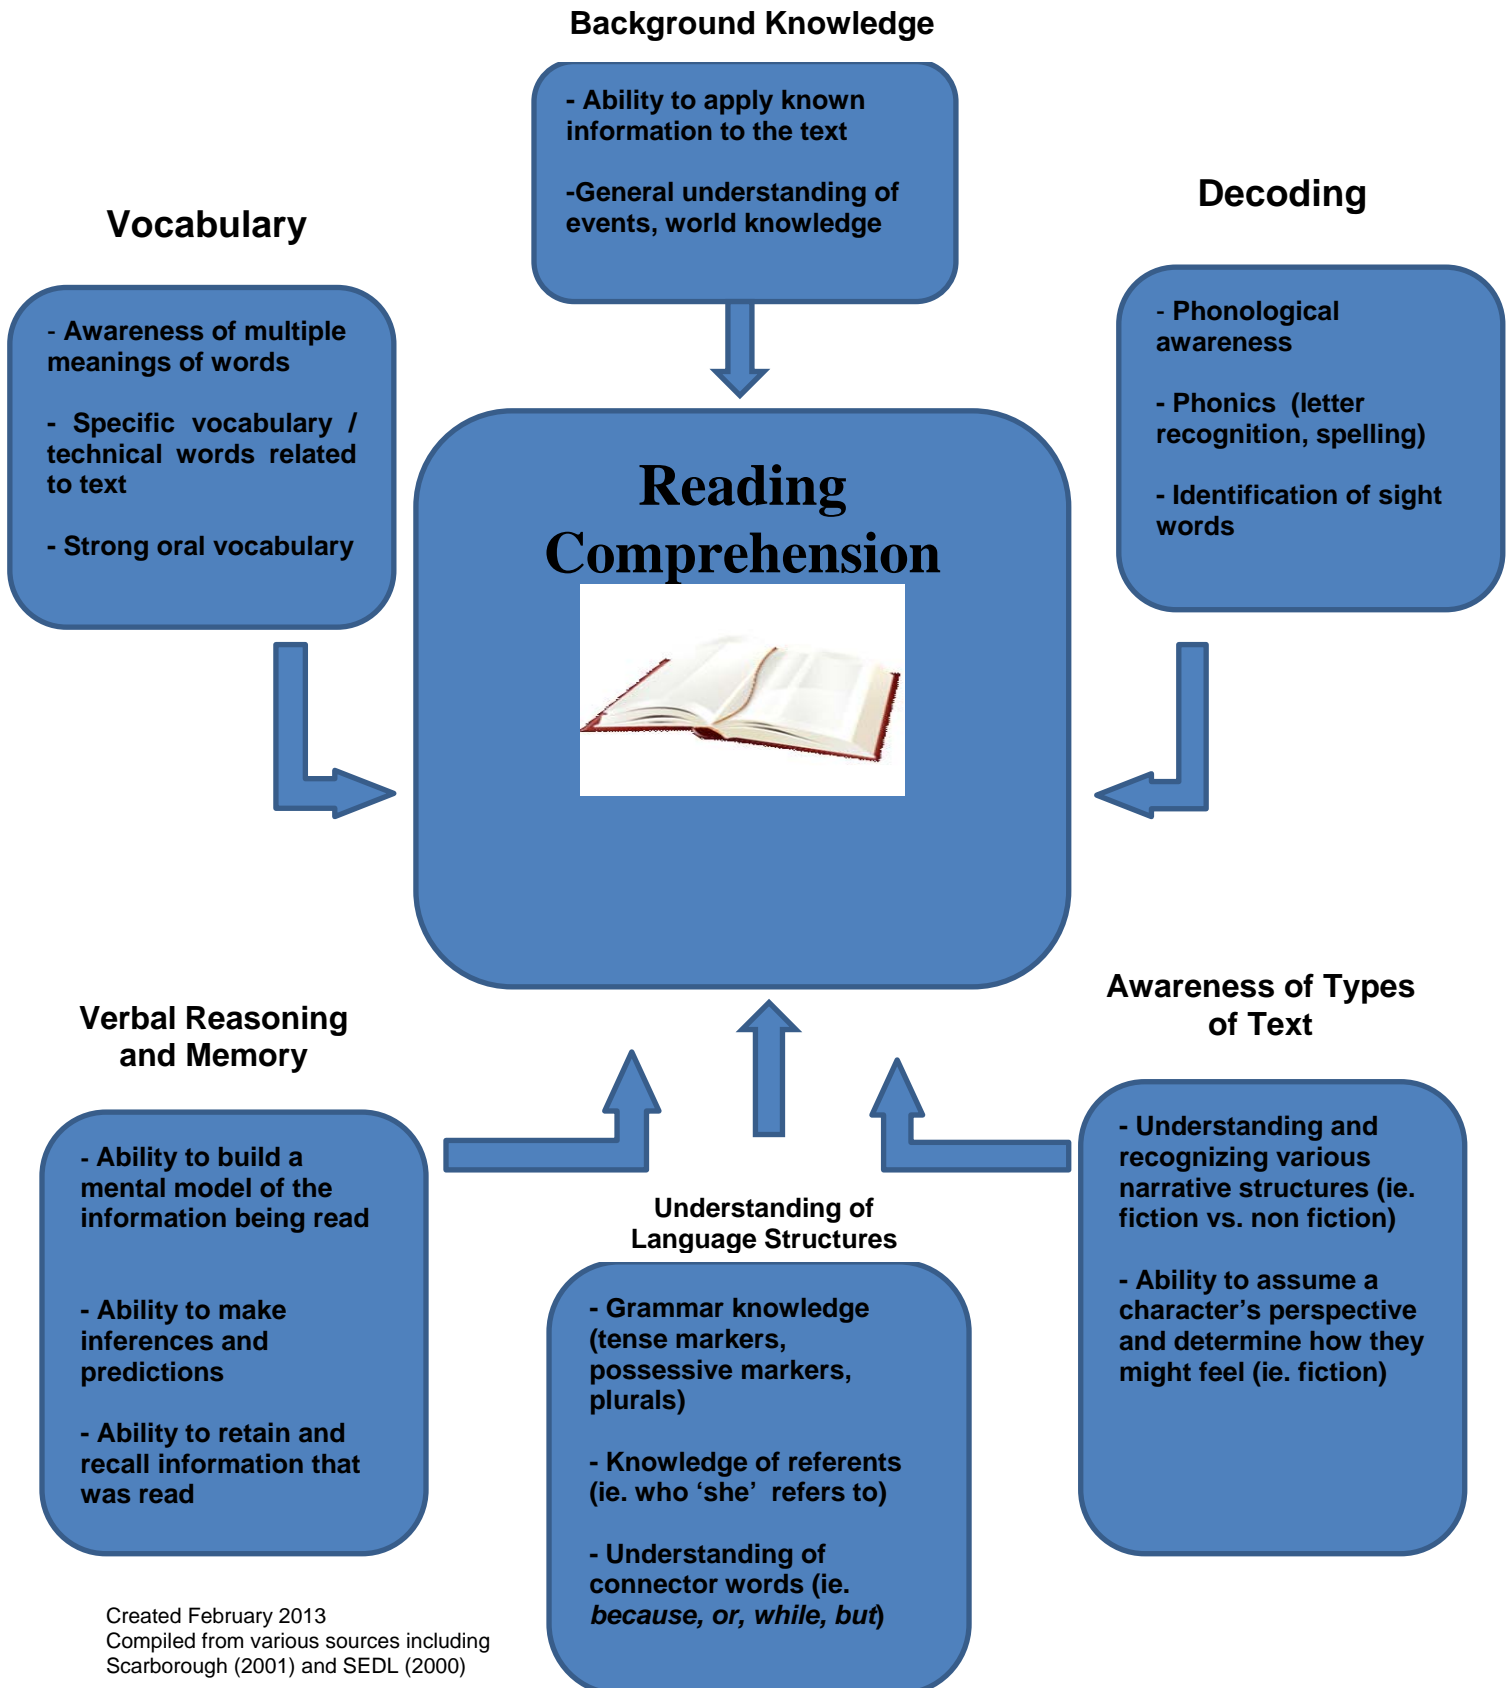 Background Knowledge
- Ability to apply known
information to the text
-General understanding of
events, world knowledge
Vocabulary
- Awareness of multiple
meanings of words
- Specific vocabulary /
technical words related
to text
- Strong oral vocabulary
Decoding
- Phonological
awareness
- Phonics (letter
recognition, spelling)
- Identification of sight
words
Reading
Comprehension
Verbal Reasoning
and Memory
- Ability to build a
mental model of the
information being read
- Ability to make
inferences and
predictions
- Ability to retain and
recall information that
was read
Understanding of
Language Structures
- Grammar knowledge
(tense markers,
possessive markers,
plurals)
- Knowledge of referents
(ie. who ‘she’ refers to)
- Understanding of
connector words (ie.
because, or, while, but)
Awareness of Types
of Text
- Understanding and
recognizing various
narrative structures (ie.
fiction vs. non fiction)
- Ability to assume a
character’s perspective
and determine how they
might feel (ie. fiction)
Created February 2013
Compiled from various sources including
Scarborough (2001) and SEDL (2000)